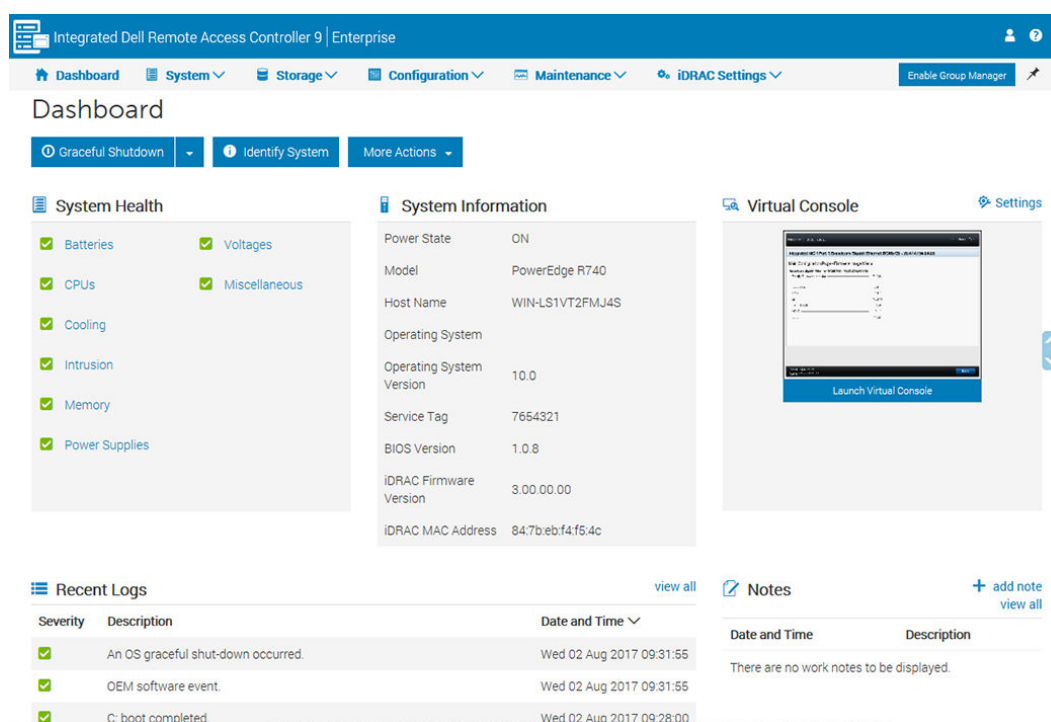 Integrated Dell Remote Access Controller 9 | Enterprise
Dashboard System Storage Configuration Maintenance iDRAC Settings Enable Group Manager
Dashboard
Graceful Shutdown Identify System More Actions
System Health
Batteries Voltages
CPUs Miscellaneous
Cooling
Intrusion
Memory
Power Supplies
System Information
Power State ON
Model PowerEdge R740
Host Name WIN-LS1VT2FMJ4S
Operating System
Operating System
Version 10.0
Service Tag 7654321
BIOS Version 1.0.8
iDRAC Firmware
Version 3.00.00.00
iDRAC MAC Address 84:7b:eb:f4:f5:4c
Virtual Console Settings
Launch Virtual Console
Recent Logs view all
Severity Description Date and Time
An OS graceful shut-down occurred. Wed 02 Aug 2017 09:31:55
OEM software event. Wed 02 Aug 2017 09:31:55
C: boot completed. Wed 02 Aug 2017 09:28:00
Notes + add note
view all
Date and Time Description
There are no work notes to be displayed.